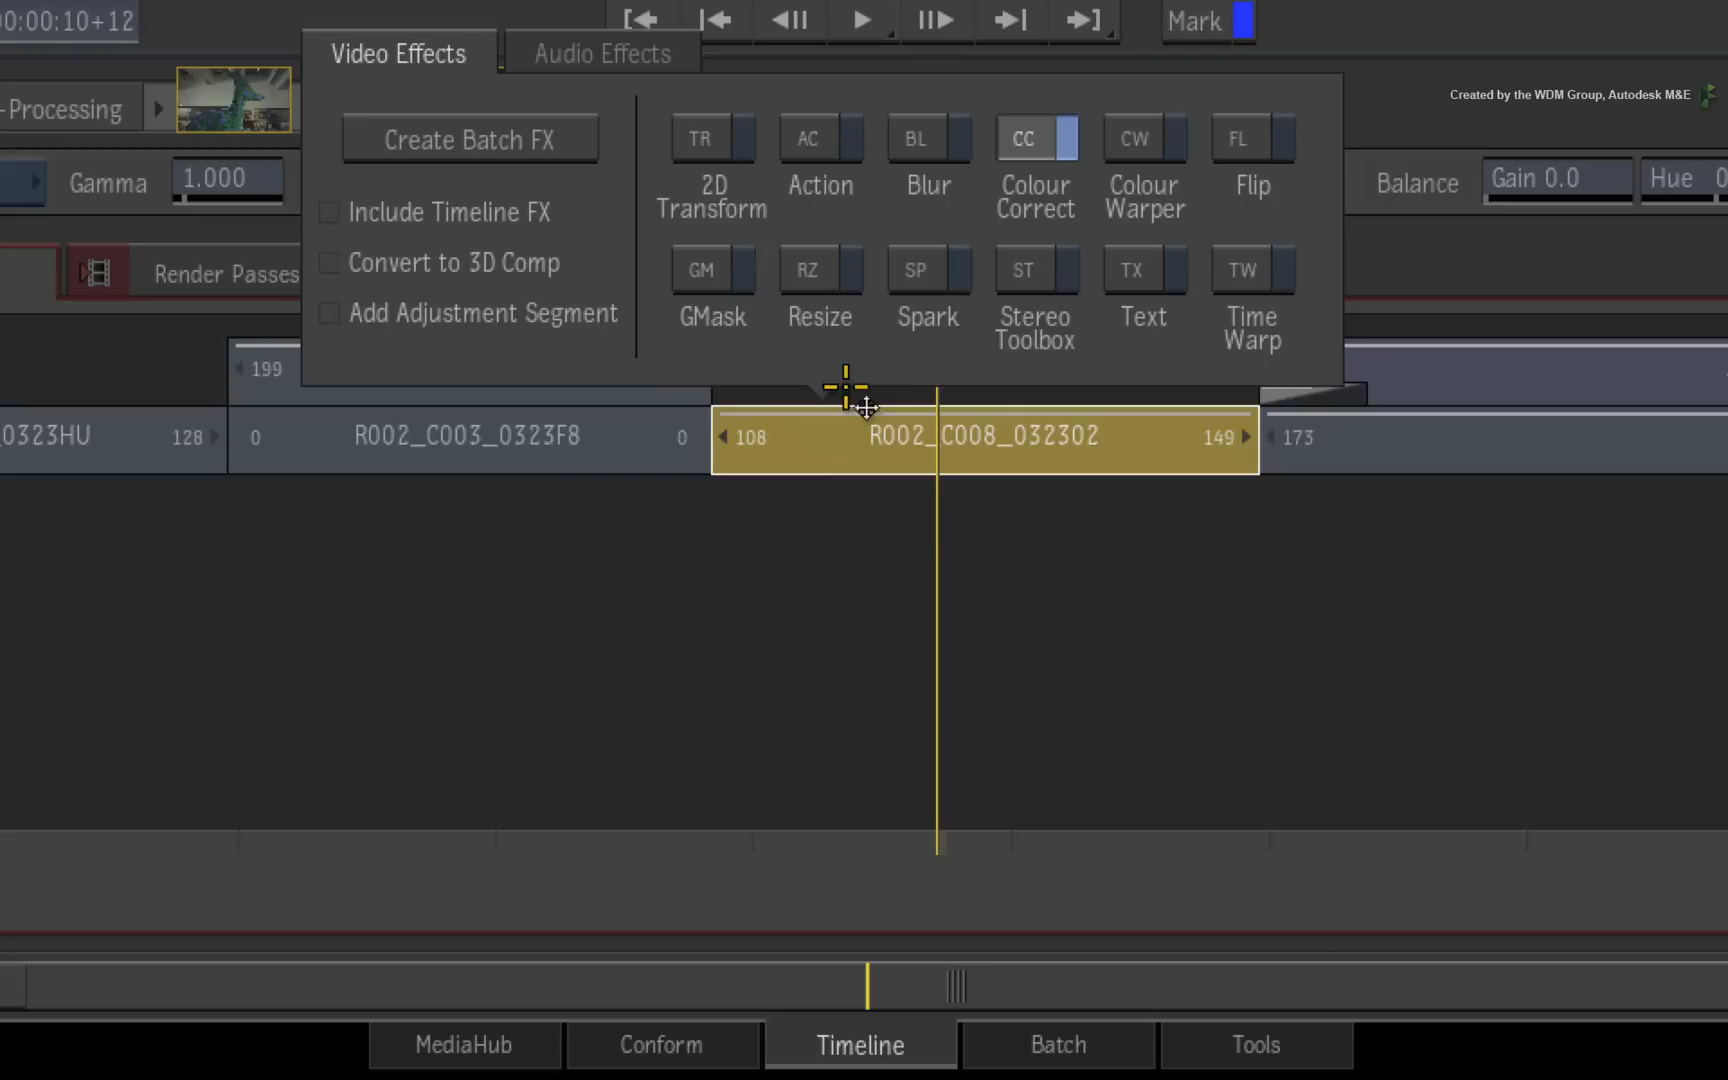 00:00:10+12
Mark
Video Effects
Audio Effects
-Processing
Created by the WDM Group, Autodesk M&E
Create Batch FX
TR
AC
BL
CC
CW
FL
Gamma
1.000
2D Transform
Action
Blur
Colour Correct
Colour Warper
Flip
Balance
Gain 0.0
Hue 0
Include Timeline FX
Convert to 3D Comp
Add Adjustment Segment
Render Passes
GM
RZ
SP
ST
TX
TW
GMask
Resize
Spark
Stereo Toolbox
Text
Time Warp
199
_0323HU
128
0
R002_C003_0323F8
0
108
R002_C008_032302
149
173
MediaHub
Conform
Timeline
Batch
Tools